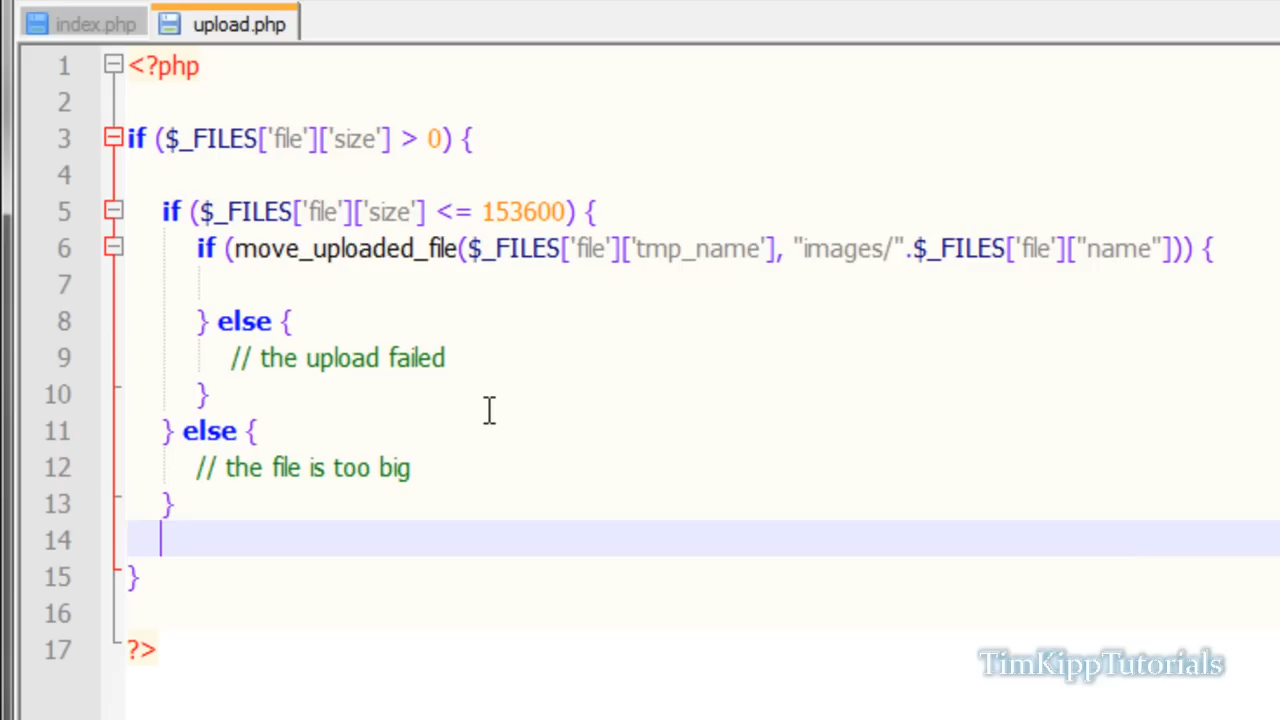 index.php upload.php
1 <?php
2
3 if ($_FILES['file']['size'] > 0) {
4
5 if ($_FILES['file']['size'] <= 153600) {
6 if (move_uploaded_file($_FILES['file']['tmp_name'], "images/".$_FILES['file']["name"])) {
7
8 } else {
9 // the upload failed
10 }
11 } else {
12 // the file is too big
13 }
14
15 }
16
17 ?>
TimKippTutorials